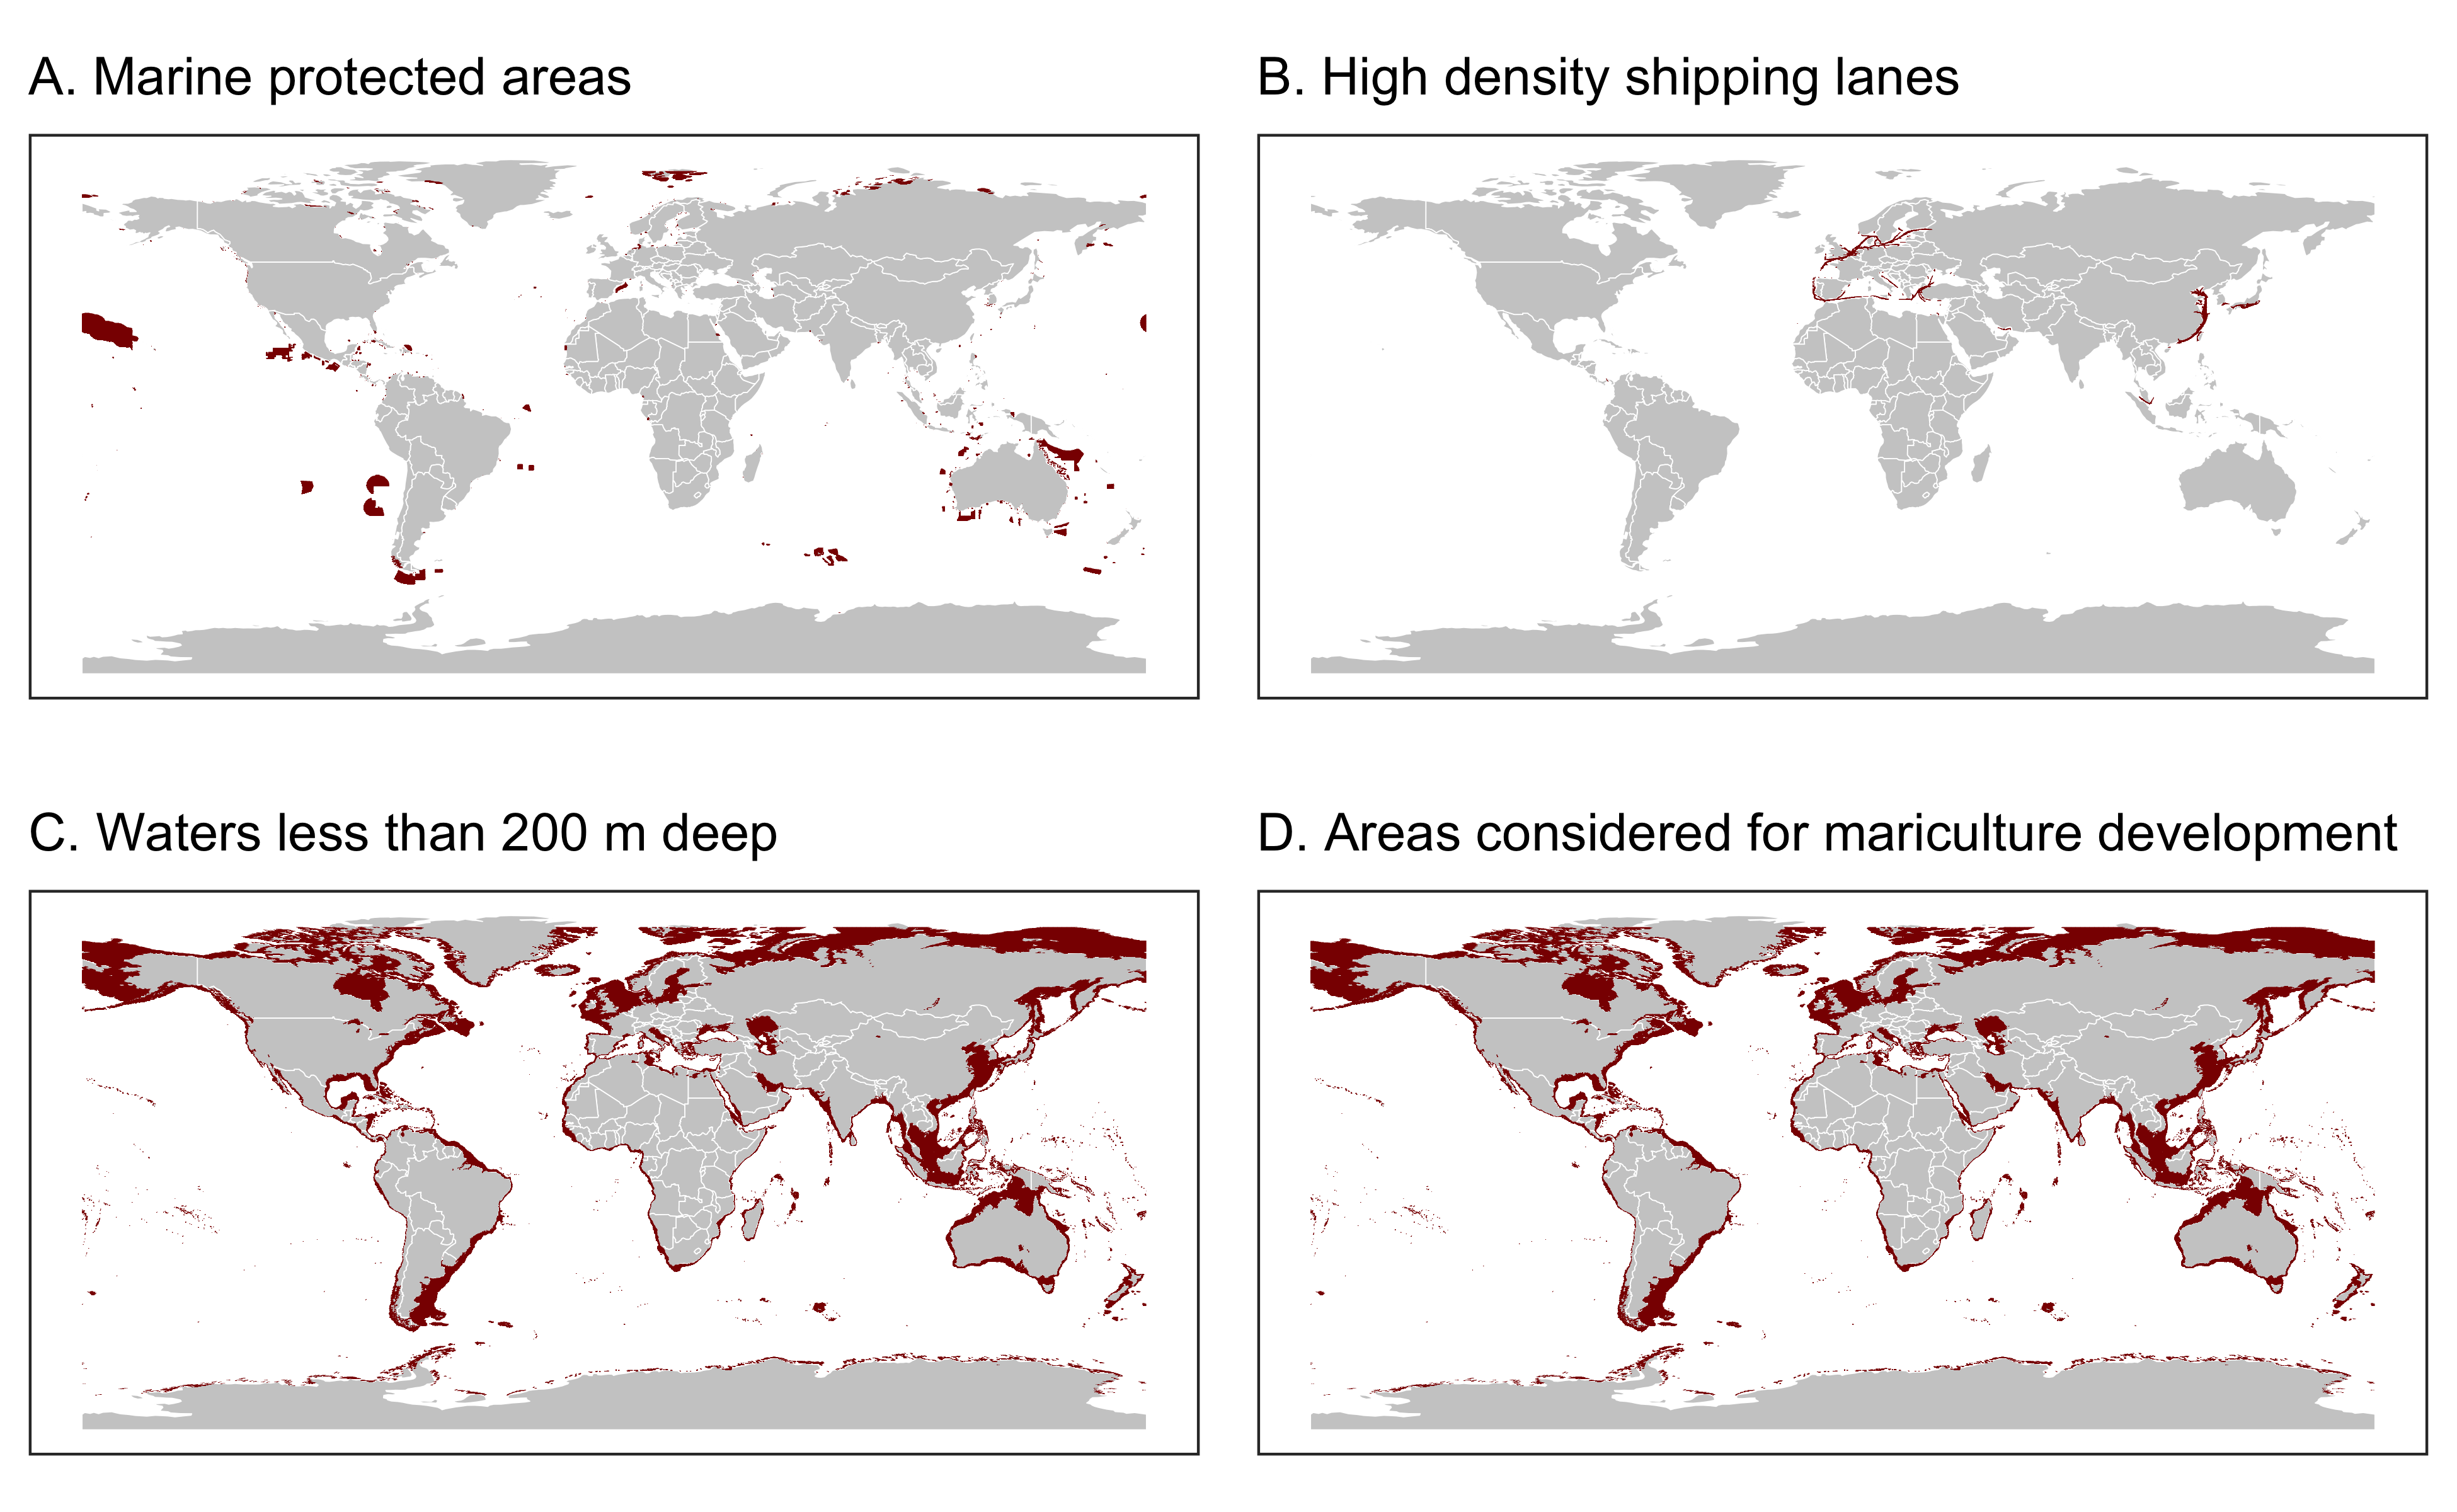 A. Marine protected areas
B. High density shipping lanes
C. Waters less than 200 m deep
D. Areas considered for mariculture development